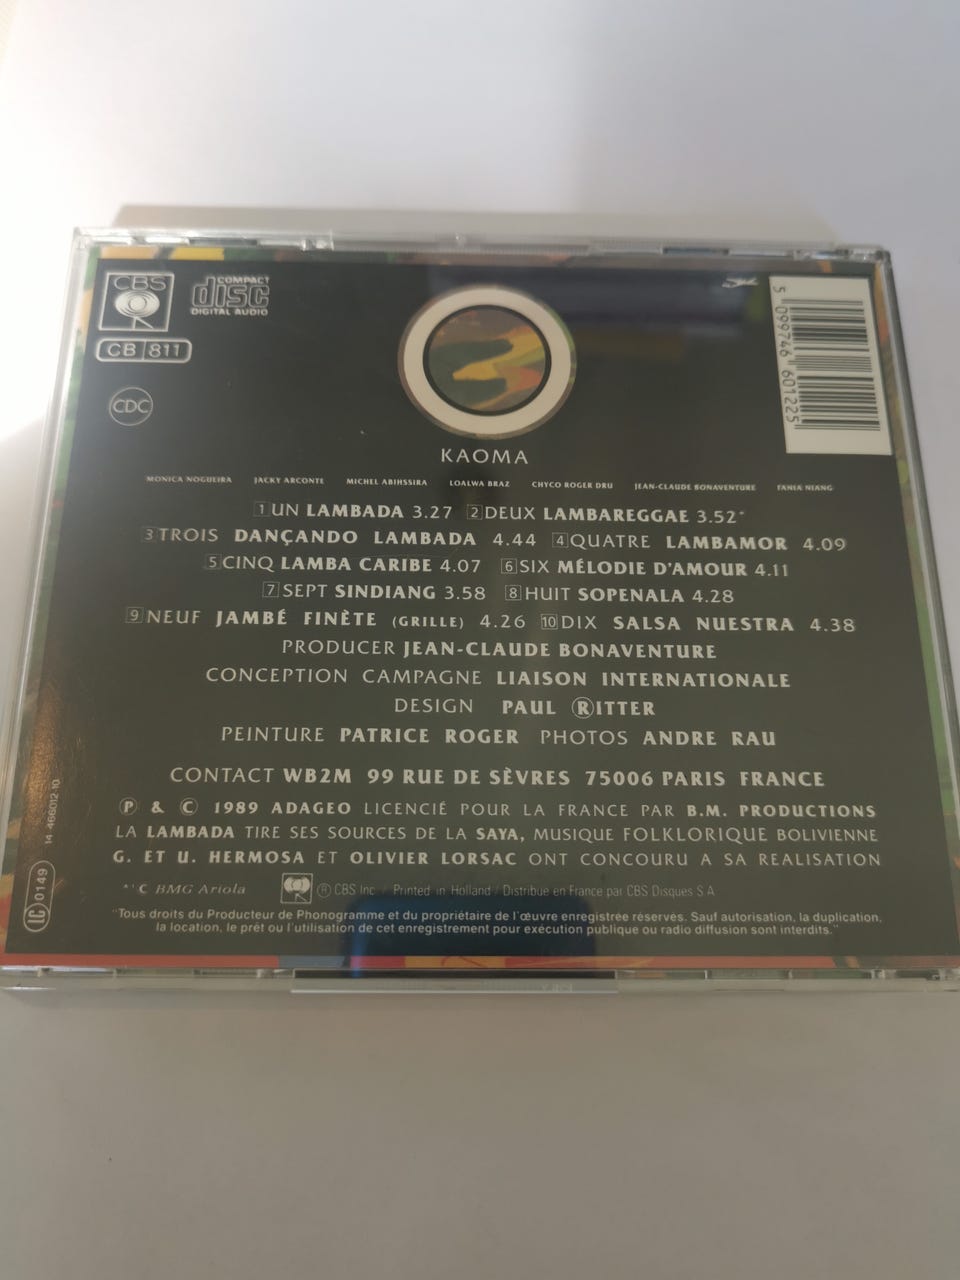 CBS
COMPACT
disc
DIGITAL AUDIO
CB 811
CDC
5 099746 601225
KAOMA
MONICA NOGUEIRA JACKY ARCONTE MICHEL ABIHSSIRA LOALWA BRAZ CHYCO ROGER DRU JEAN-CLAUDE BONAVENTURE FANIA NIANG
1 UN LAMBADA 3.27 2 DEUX LAMBAREGGAE 3.52*
3 TROIS DANÇANDO LAMBADA 4.44 4 QUATRE LAMBAMOR 4.09
5 CINQ LAMBA CARIBE 4.07 6 SIX MÉLODIE D'AMOUR 4.11
7 SEPT SINDIANG 3.58 8 HUIT SOPENALA 4.28
9 NEUF JAMBÉ FINÈTE (GRILLE) 4.26 10 DIX SALSA NUESTRA 4.38
PRODUCER JEAN-CLAUDE BONAVENTURE
CONCEPTION CAMPAGNE LIAISON INTERNATIONALE
DESIGN PAUL ®ITTER
PEINTURE PATRICE ROGER PHOTOS ANDRE RAU
CONTACT WB2M 99 RUE DE SÈVRES 75006 PARIS FRANCE
℗ & © 1989 ADAGEO LICENCIÉ POUR LA FRANCE PAR B.M. PRODUCTIONS
LA LAMBADA TIRE SES SOURCES DE LA SAYA, MUSIQUE FOLKLORIQUE BOLIVIENNE
G. ET U. HERMOSA ET OLIVIER LORSAC ONT CONCOURU A SA REALISATION
*' C BMG Ariola
® CBS Inc / Printed in Holland / Distribue en France par CBS Disques S A
"Tous droits du Producteur de Phonogramme et du propriétaire de l'œuvre enregistrée réservés. Sauf autorisation, la duplication,
la location, le prêt ou l'utilisation de cet enregistrement pour exécution publique ou radio diffusion sont interdits."
14-466012-10
LC 0149